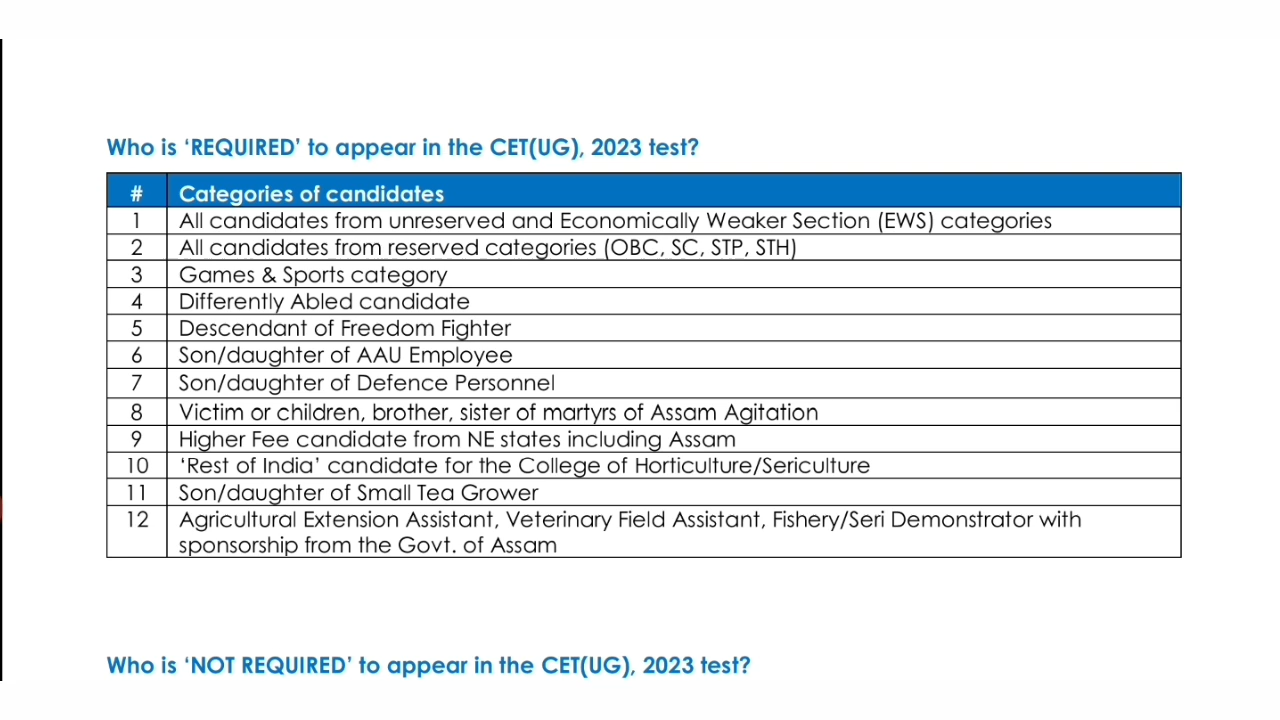 Who is ‘REQUIRED’ to appear in the CET(UG), 2023 test?
# Categories of candidates
1 All candidates from unreserved and Economically Weaker Section (EWS) categories
2 All candidates from reserved categories (OBC, SC, STP, STH)
3 Games & Sports category
4 Differently Abled candidate
5 Descendant of Freedom Fighter
6 Son/daughter of AAU Employee
7 Son/daughter of Defence Personnel
8 Victim or children, brother, sister of martyrs of Assam Agitation
9 Higher Fee candidate from NE states including Assam
10 ‘Rest of India’ candidate for the College of Horticulture/Sericulture
11 Son/daughter of Small Tea Grower
12 Agricultural Extension Assistant, Veterinary Field Assistant, Fishery/Seri Demonstrator with
sponsorship from the Govt. of Assam
Who is ‘NOT REQUIRED’ to appear in the CET(UG), 2023 test?